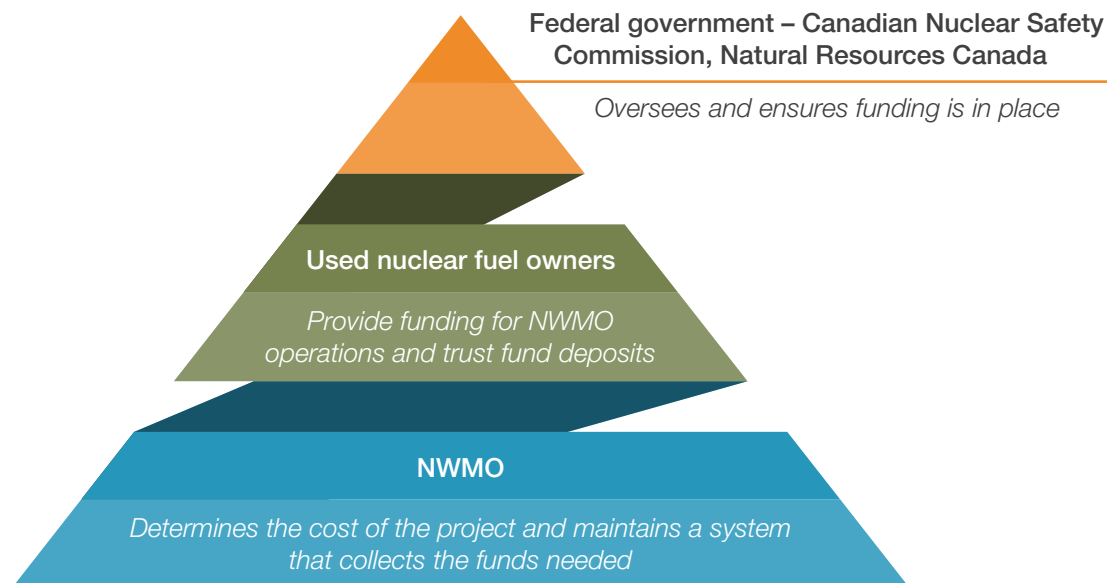 Federal government – Canadian Nuclear Safety
Commission, Natural Resources Canada
Oversees and ensures funding is in place
Used nuclear fuel owners
Provide funding for NWMO
operations and trust fund deposits
NWMO
Determines the cost of the project and maintains a system
that collects the funds needed